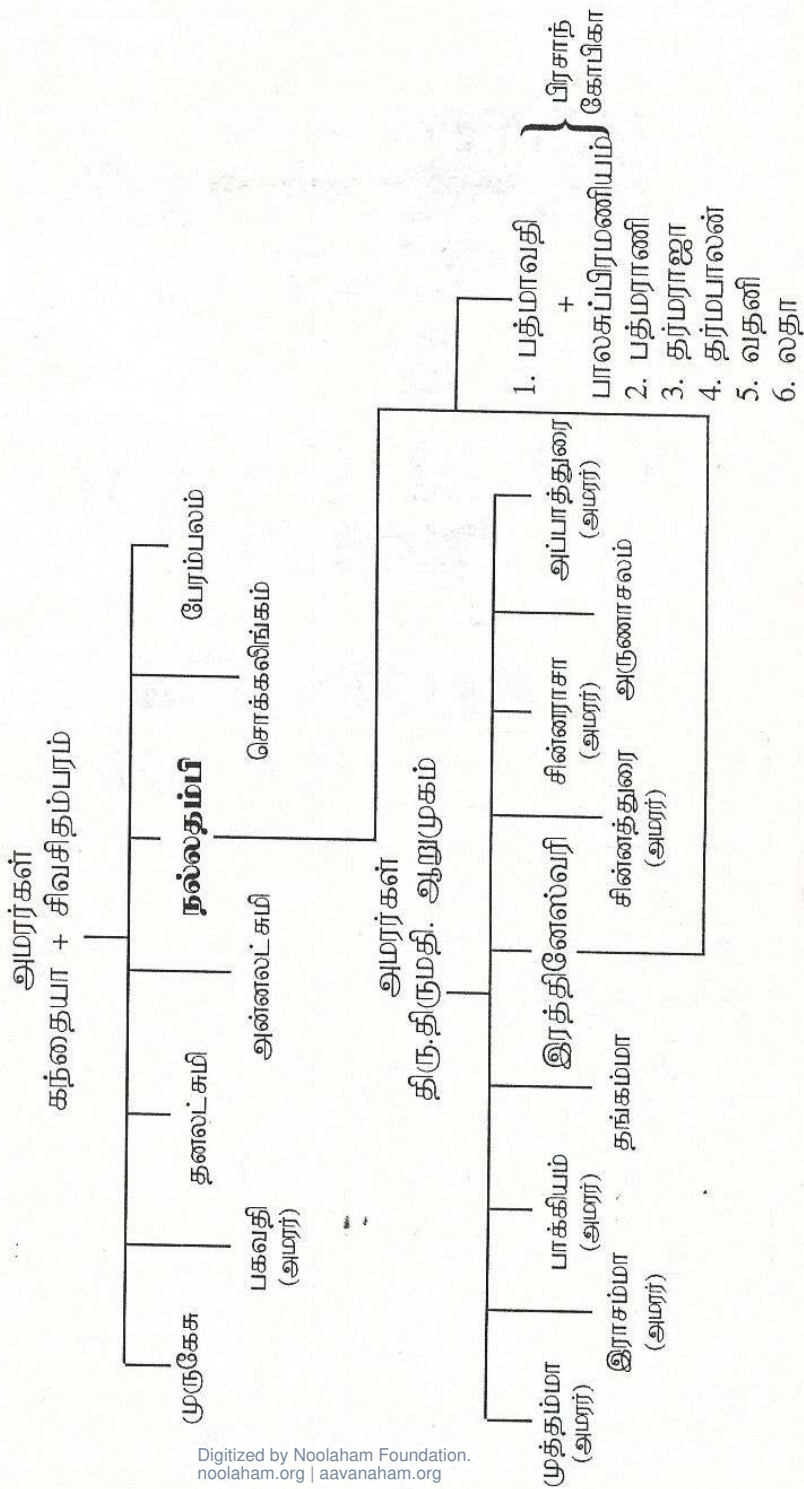 அமரர்கள்
கந்தையா + சிவசிதம்பரம்
முருகேசு
பகவதி
(அமரர்)
தனலட்சுமி
அன்னலட்சுமி
நல்லதம்பி
சொக்கலிங்கம்
பேரம்பலம்
அமரர்கள்
திரு.திருமதி. ஆறுமுகம்
முத்தம்மா
(அமரர்)
இராசம்மா
(அமரர்)
பாக்கியம்
(அமரர்)
தங்கம்மா
இரத்தினேஸ்வரி
சின்னத்துரை
(அமரர்)
சின்னராசா
(அமரர்)
அருணாசலம்
அப்பாத்துரை
(அமரர்)
1. பத்மாவதி
+
பாலசுப்பிரமணியம்
பிரசாந்
கோபிகா
2. பத்மராணி
3. தர்மராஜா
4. தர்மபாலன்
5. வதனி
6. லதா
Digitized by Noolaham Foundation.
noolaham.org | aavanaham.org